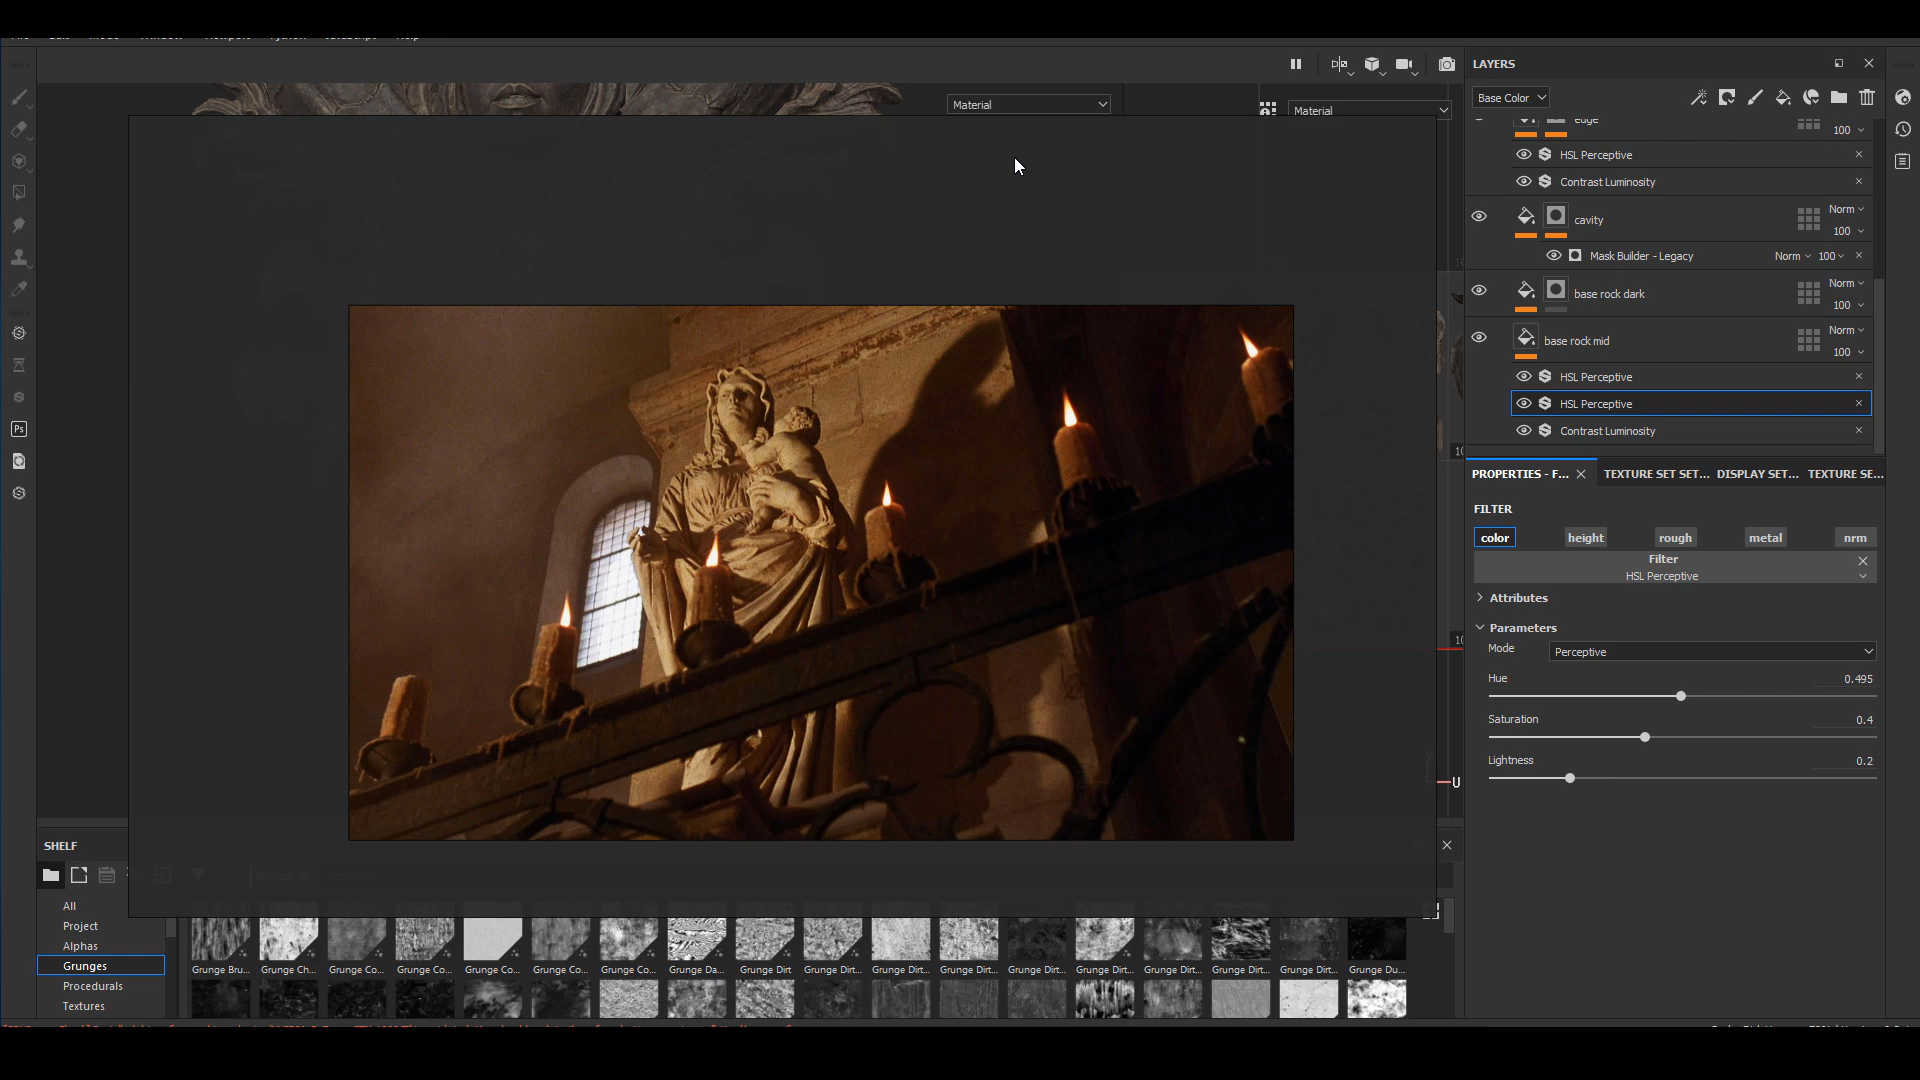 Material
Material
LAYERS
Base Color
edge
100
HSL Perceptive
Contrast Luminosity
cavity
Norm
100
Mask Builder - Legacy
Norm
100
base rock dark
Norm
100
base rock mid
Norm
100
HSL Perceptive
HSL Perceptive
Contrast Luminosity
PROPERTIES - F...
TEXTURE SET SET...
DISPLAY SET...
TEXTURE SE...
FILTER
color
height
rough
metal
nrm
Filter
HSL Perceptive
Attributes
Parameters
Mode
Perceptive
Hue
0.495
Saturation
0.4
Lightness
0.2
Ps
U
SHELF
All
Project
Alphas
Grunges
Procedurals
Textures
Grunge Bru...
Grunge Ch...
Grunge Co...
Grunge Co...
Grunge Co...
Grunge Co...
Grunge Co...
Grunge Da...
Grunge Dirt
Grunge Dirt...
Grunge Dirt...
Grunge Dirt...
Grunge Dirt...
Grunge Dirt...
Grunge Dirt...
Grunge Dirt...
Grunge Dirt...
Grunge Du...